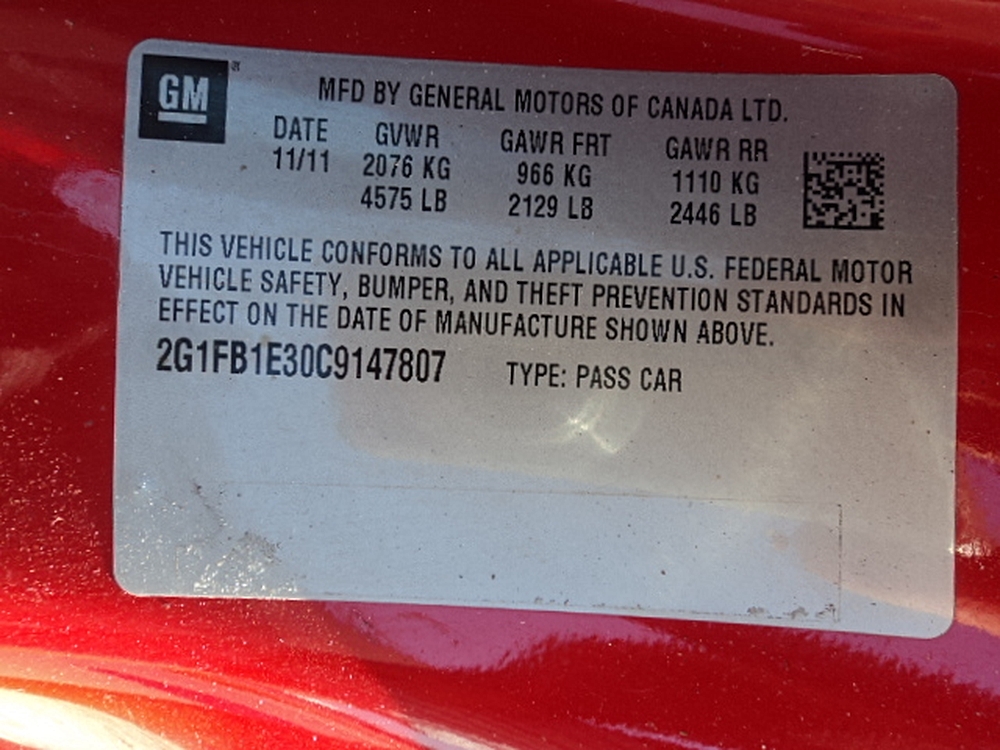 GM
MFD BY GENERAL MOTORS OF CANADA LTD.
DATE GVWR GAWR FRT GAWR RR
11/11 2076 KG 966 KG 1110 KG
4575 LB 2129 LB 2446 LB
THIS VEHICLE CONFORMS TO ALL APPLICABLE U.S. FEDERAL MOTOR
VEHICLE SAFETY, BUMPER, AND THEFT PREVENTION STANDARDS IN
EFFECT ON THE DATE OF MANUFACTURE SHOWN ABOVE.
2G1FB1E30C9147807 TYPE: PASS CAR